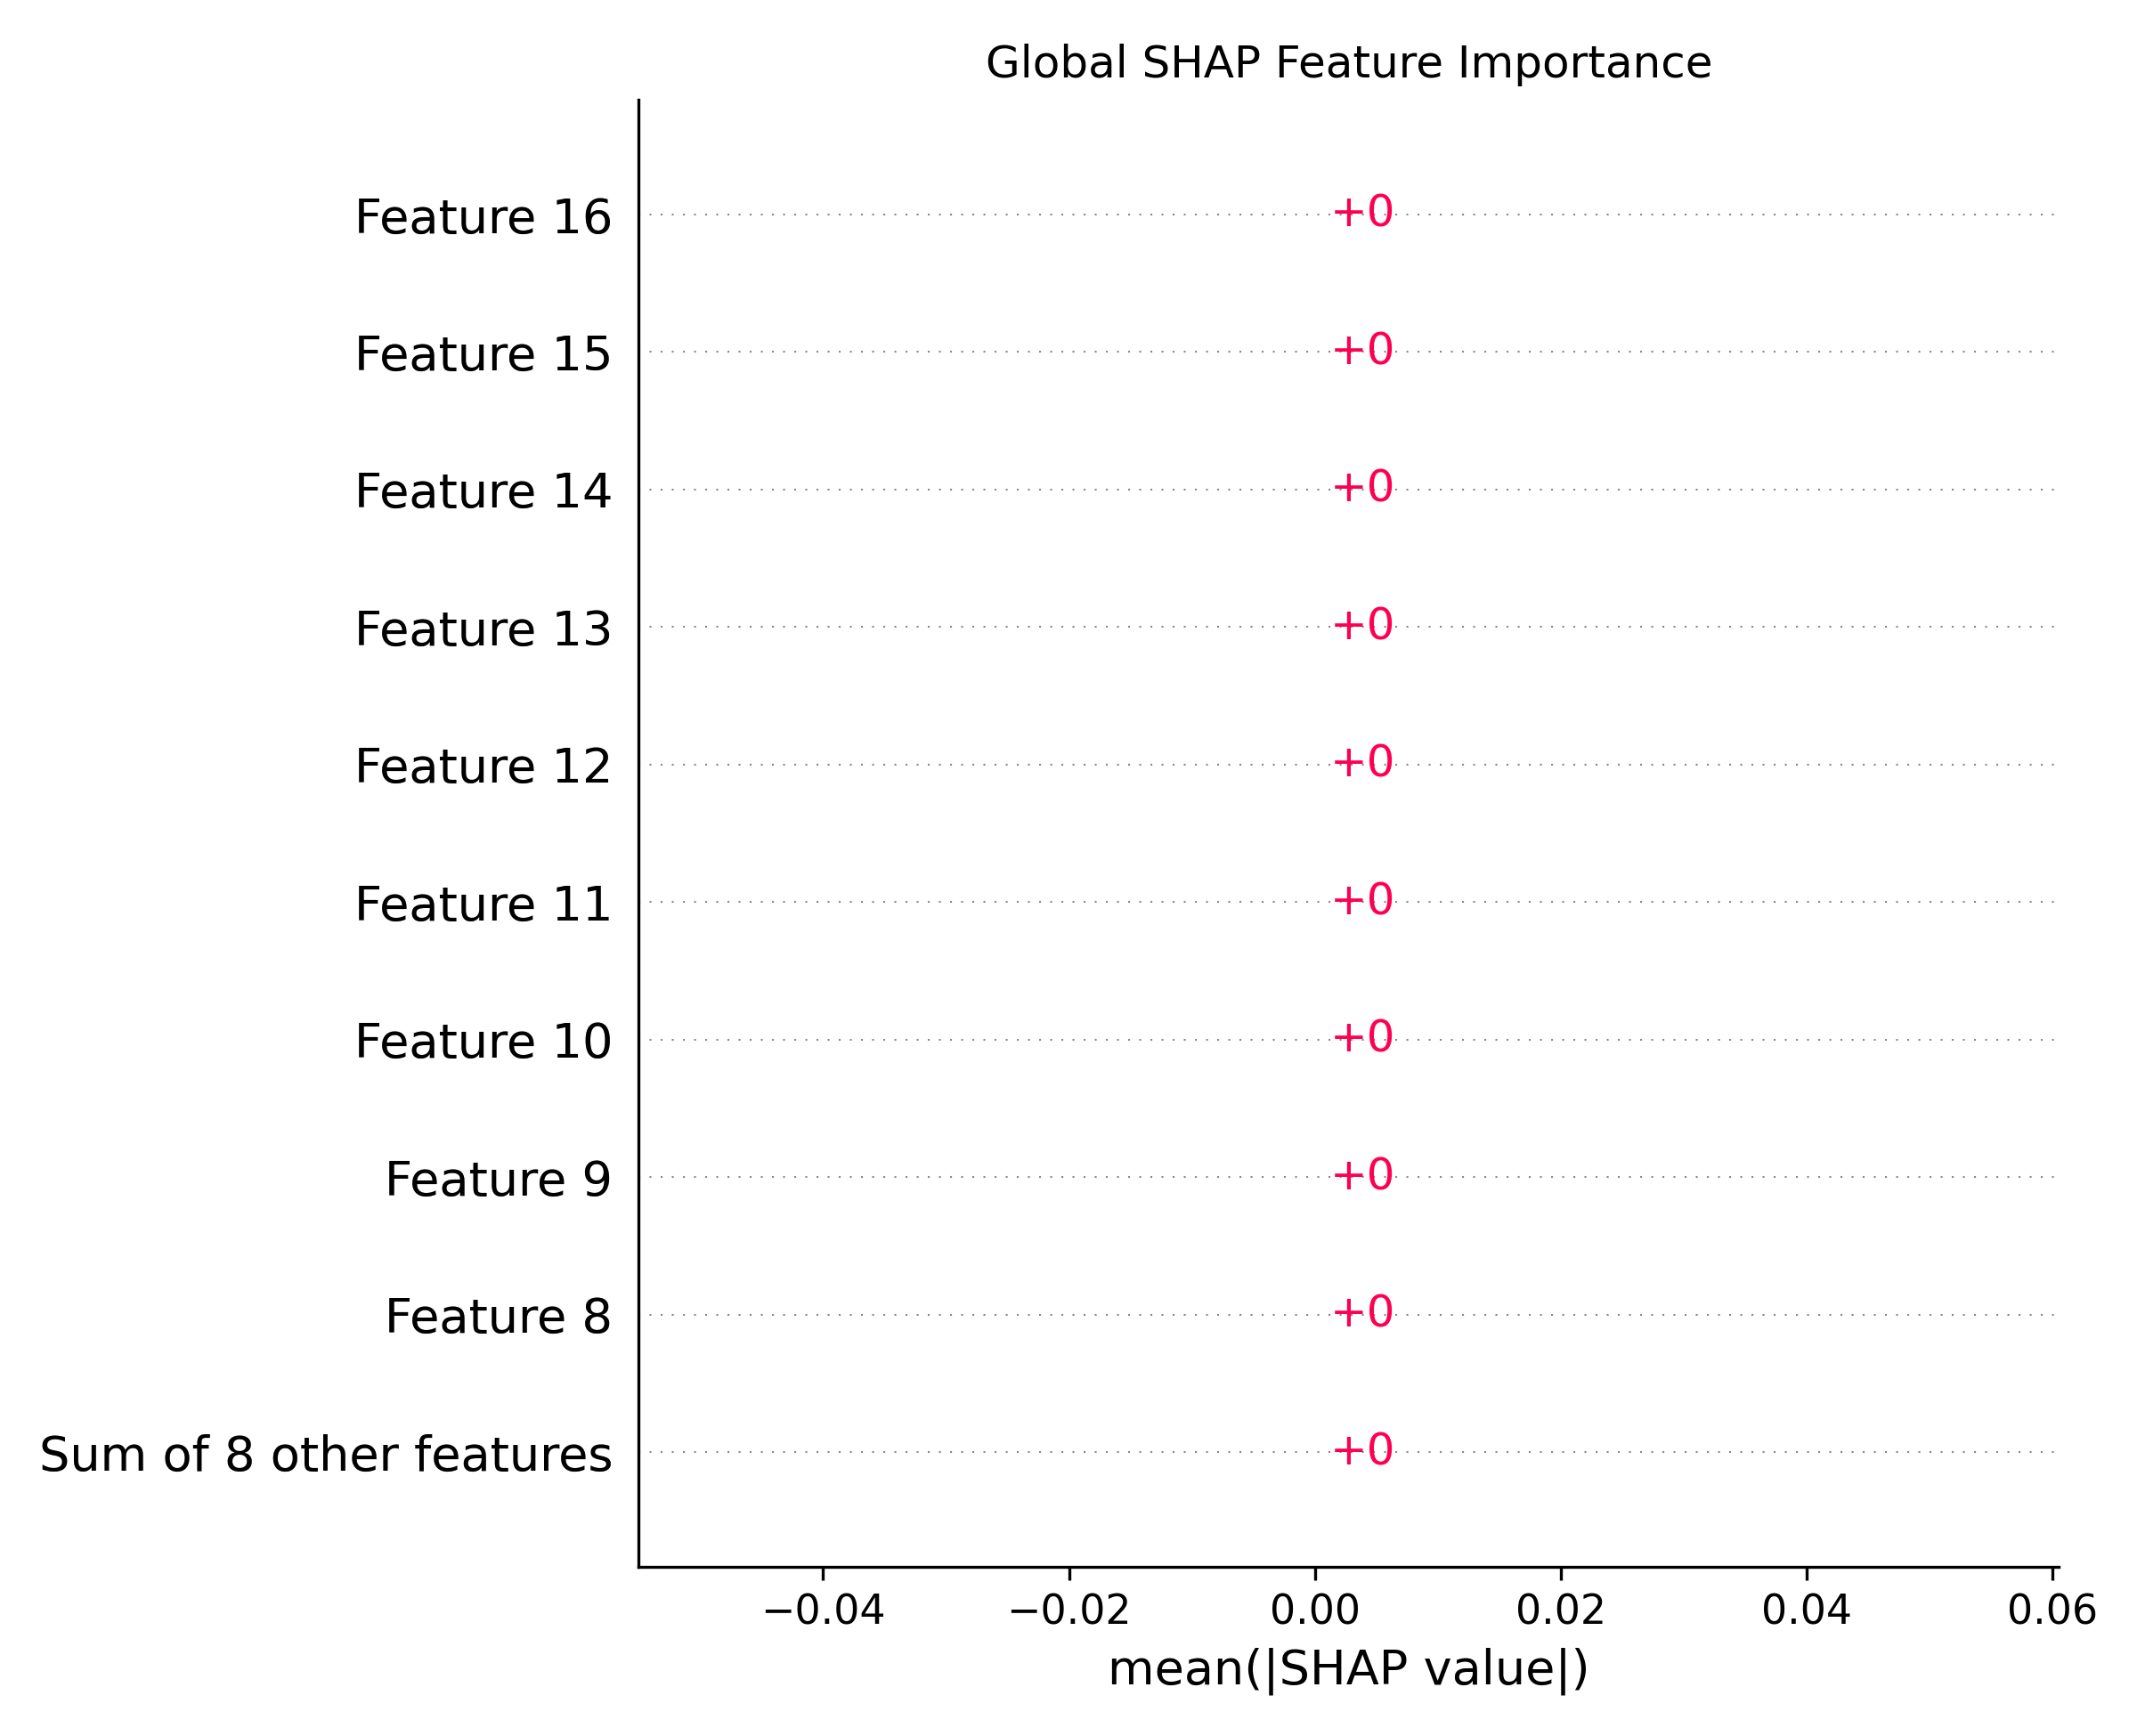 Global SHAP Feature Importance
Feature 16 +0
Feature 15 +0
Feature 14 +0
Feature 13 +0
Feature 12 +0
Feature 11 +0
Feature 10 +0
Feature 9 +0
Feature 8 +0
Sum of 8 other features +0
−0.04 −0.02 0.00 0.02 0.04 0.06
mean(|SHAP value|)